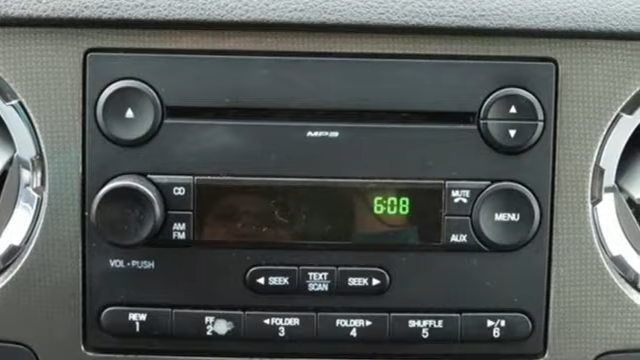 MP3
CD
6:08
MUTE
MENU
AM
FM
AUX
VOL - PUSH
◄ SEEK
TEXT
SCAN
SEEK ►
REW
1
FF
2
◄ FOLDER
3
FOLDER ►
4
SHUFFLE
5
►/II
6